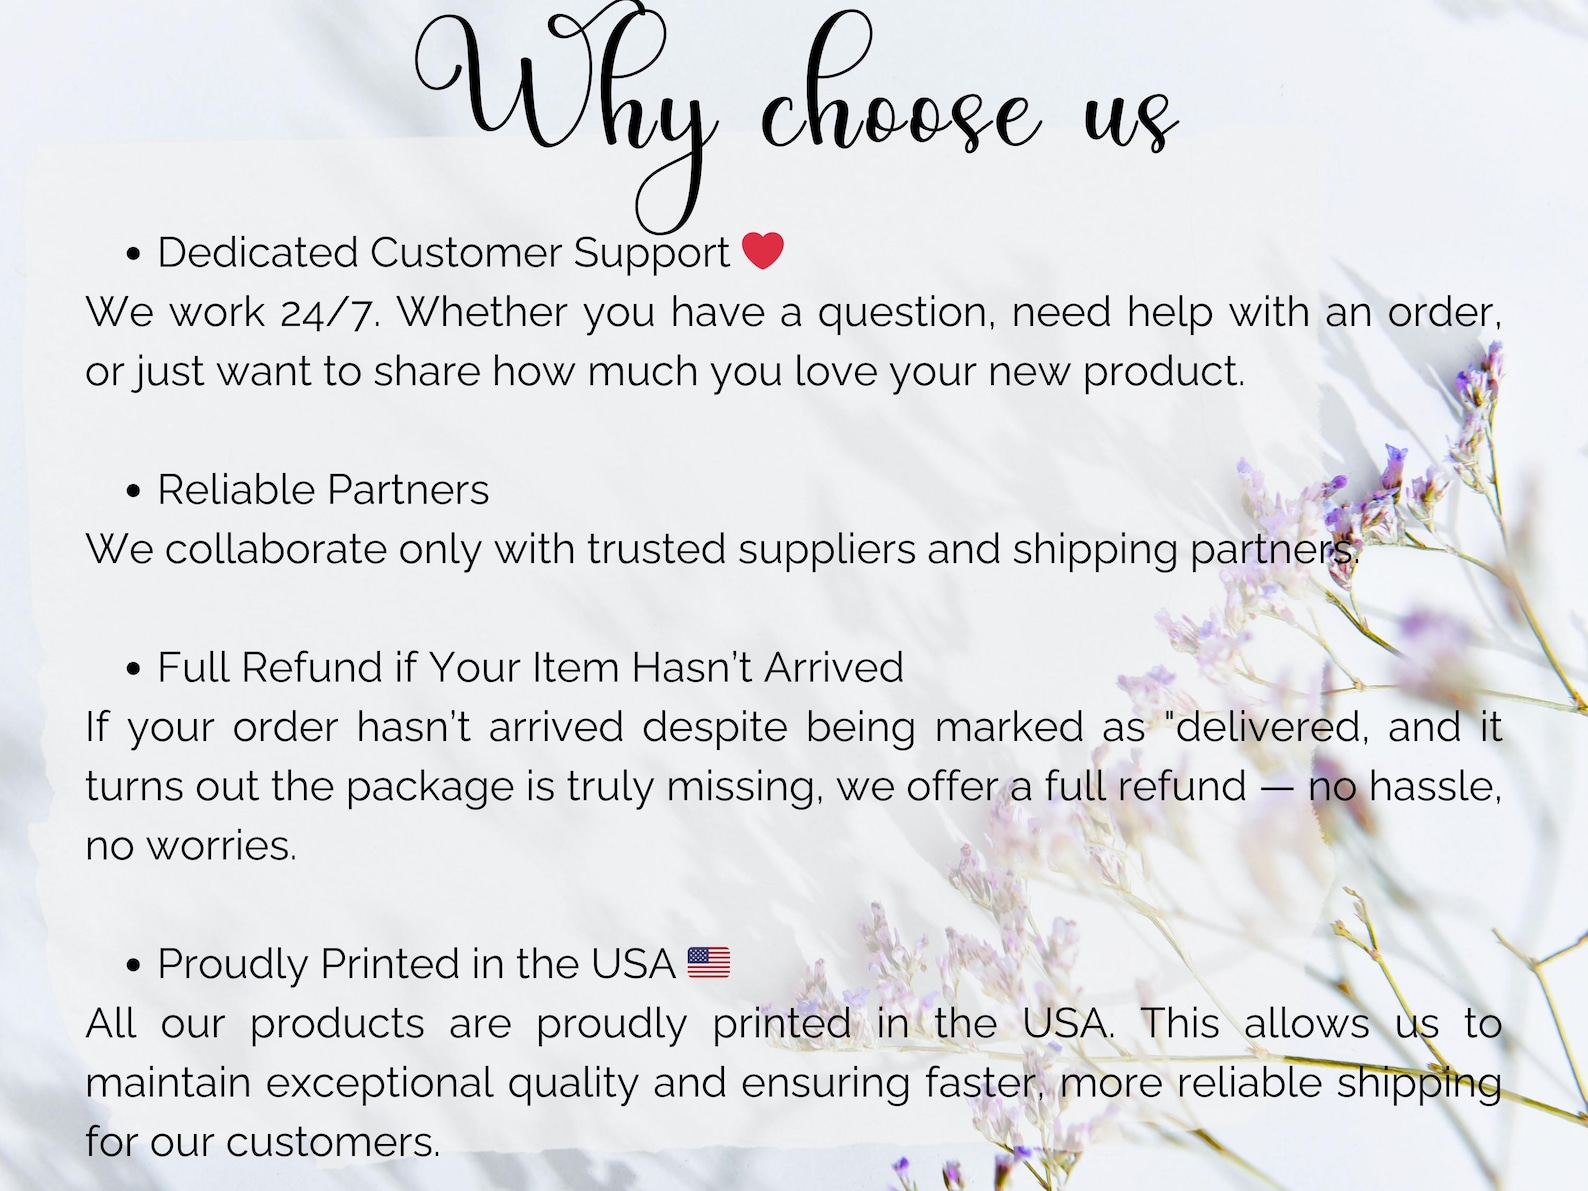 Why choose us
• Dedicated Customer Support ❤️
We work 24/7. Whether you have a question, need help with an order,
or just want to share how much you love your new product.
• Reliable Partners
We collaborate only with trusted suppliers and shipping partners.
• Full Refund if Your Item Hasn’t Arrived
If your order hasn’t arrived despite being marked as "delivered, and it
turns out the package is truly missing, we offer a full refund — no hassle,
no worries.
• Proudly Printed in the USA 🇺🇸
All our products are proudly printed in the USA. This allows us to
maintain exceptional quality and ensuring faster, more reliable shipping
for our customers.